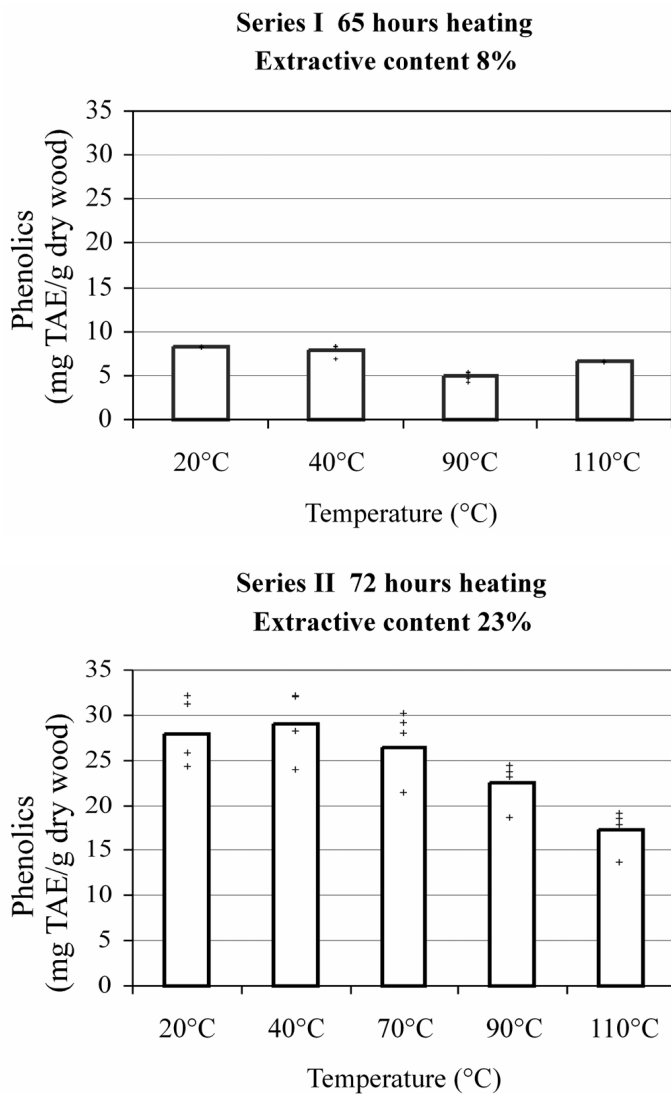 Series I 65 hours heating
Extractive content 8%
Phenolics
(mg TAE/g dry wood)
35
30
25
20
15
10
5
0
20°C 40°C 90°C 110°C
Temperature (°C)
Series II 72 hours heating
Extractive content 23%
Phenolics
(mg TAE/g dry wood)
35
30
25
20
15
10
5
0
20°C 40°C 70°C 90°C 110°C
Temperature (°C)